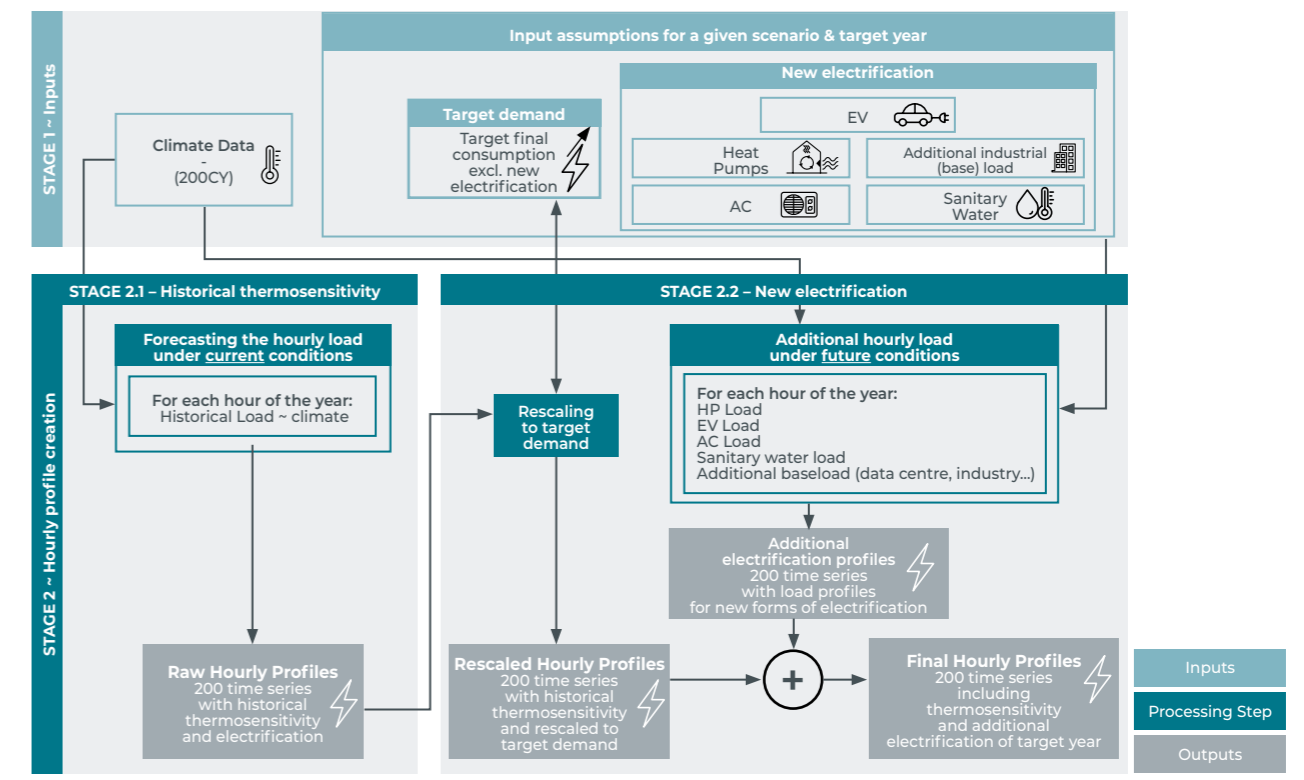 STAGE 1 ~ Inputs
Input assumptions for a given scenario & target year
New electrification
Target demand
Target final
consumption
excl. new
electrification
EV
Climate Data
-
(200CY)
Heat
Pumps
Additional industrial
(base) load
AC
Sanitary
Water
STAGE 2 ~ Hourly profile creation
STAGE 2.1 – Historical thermosensitivity
STAGE 2.2 – New electrification
Forecasting the hourly load
under current conditions
For each hour of the year:
Historical Load ~ climate
Rescaling
to target
demand
Additional hourly load
under future conditions
For each hour of the year:
HP Load
EV Load
AC Load
Sanitary water load
Additional baseload (data centre, industry...)
Additional
electrification profiles
200 time series
with load profiles
for new forms of electrification
Raw Hourly Profiles
200 time series
with historical
thermosensitivity
and electrification
Rescaled Hourly Profiles
200 time series
with historical
thermosensitivity
and rescaled to
target demand
+
Final Hourly Profiles
200 time series
including
thermosensitivity
and additional
electrification of target year
Inputs
Processing Step
Outputs